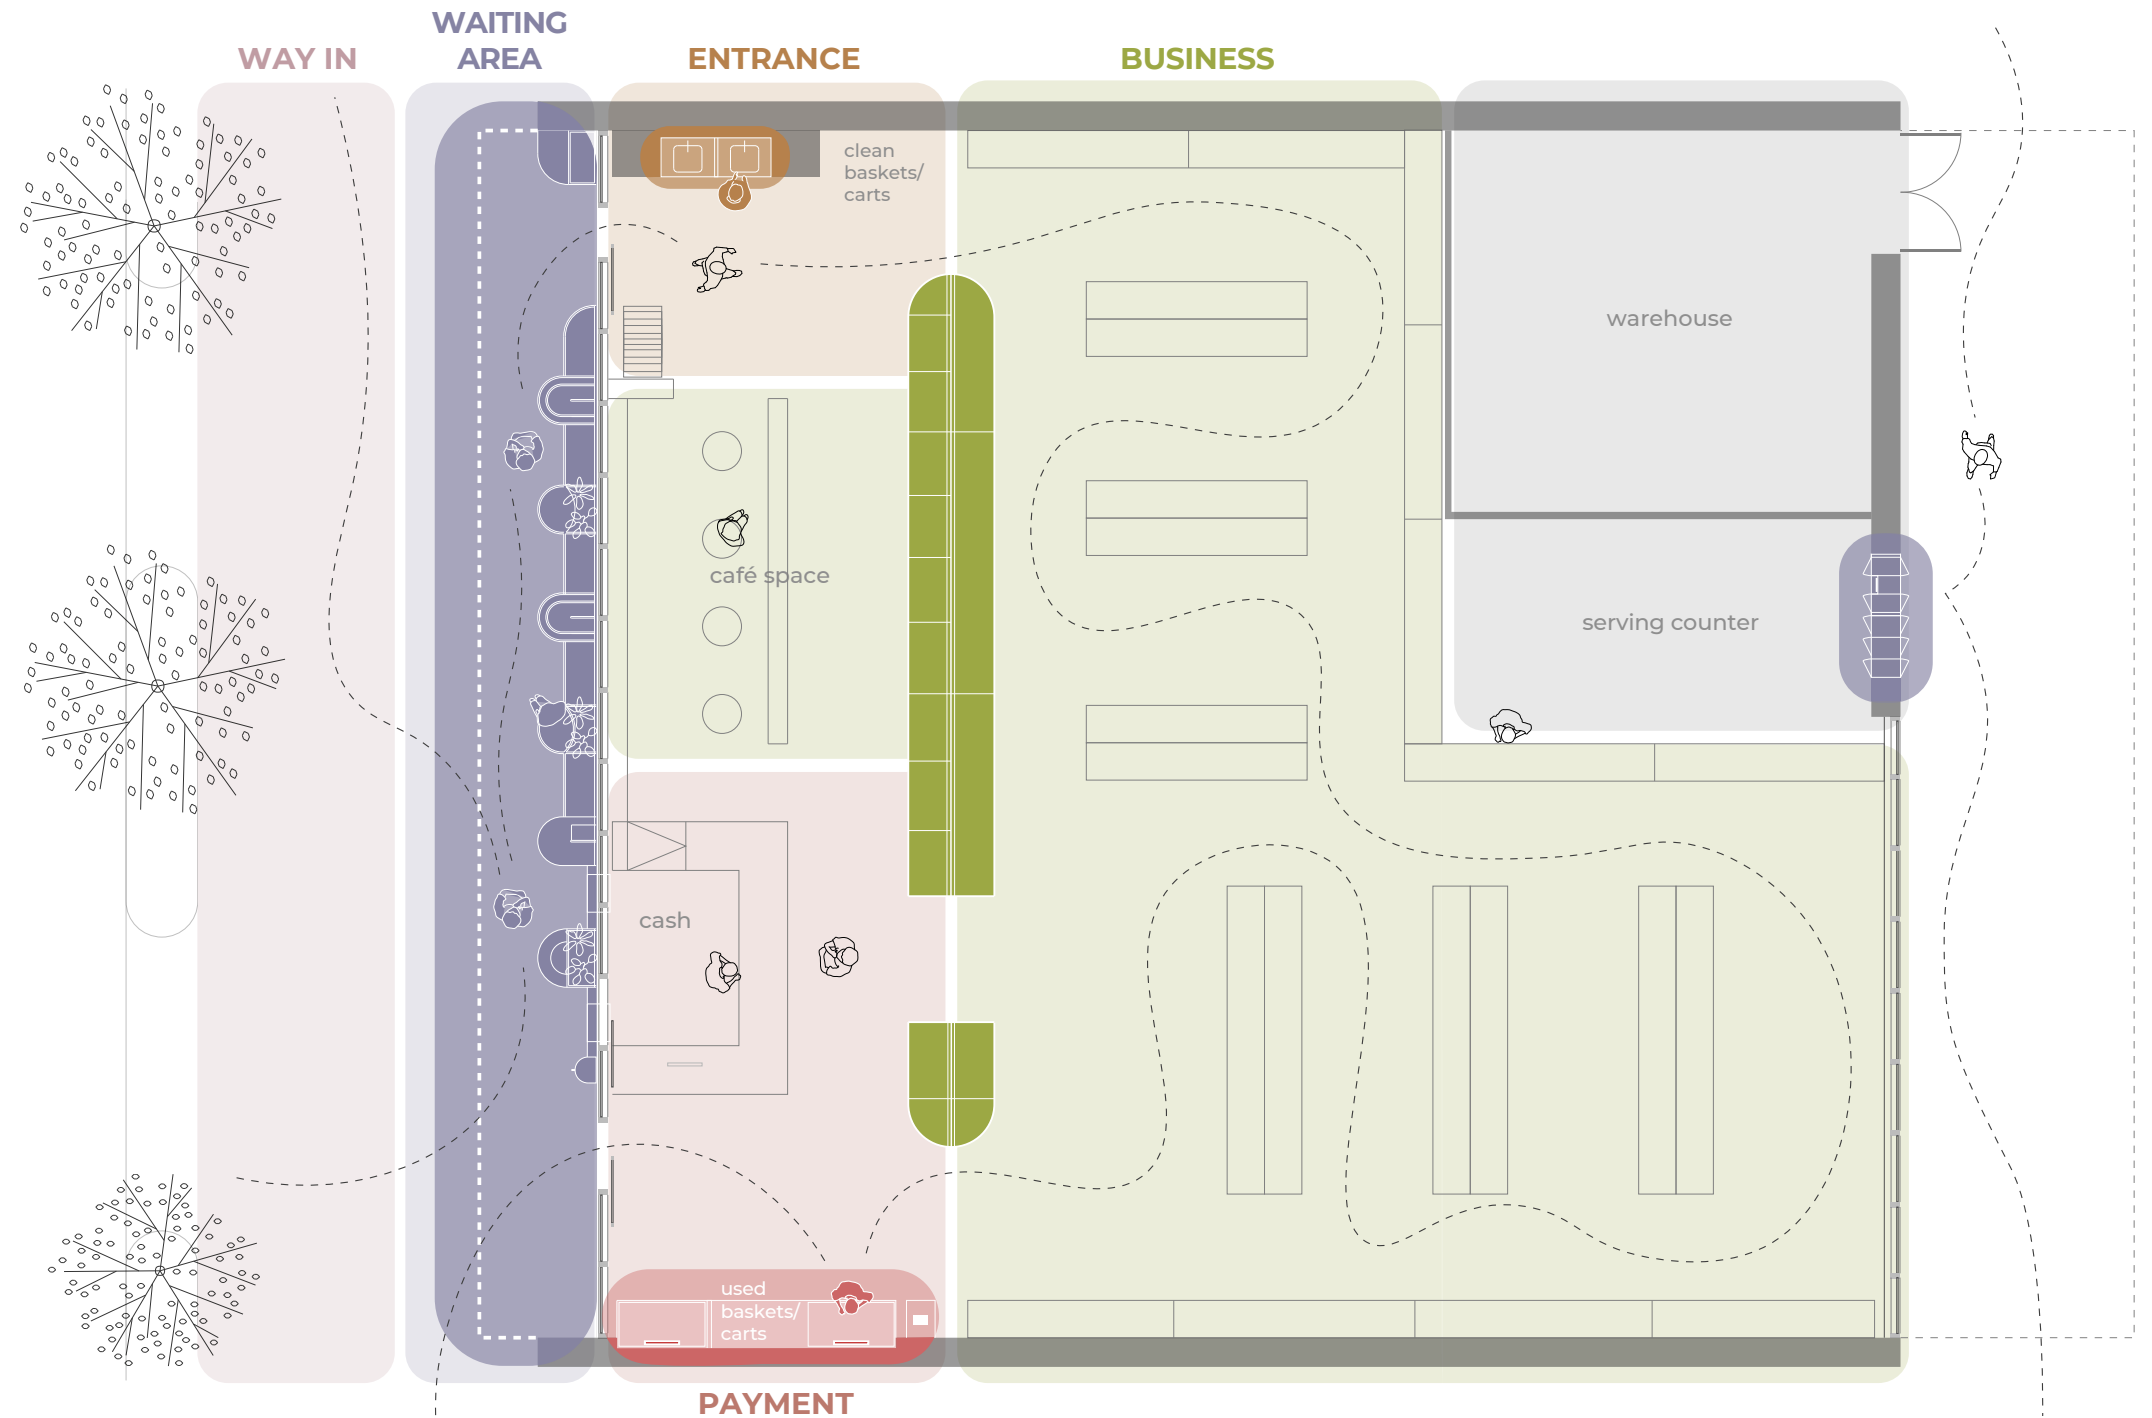 WAITING
AREA
WAY IN
ENTRANCE
BUSINESS
clean
baskets/
carts
warehouse
café space
serving counter
cash
used
baskets/
carts
PAYMENT